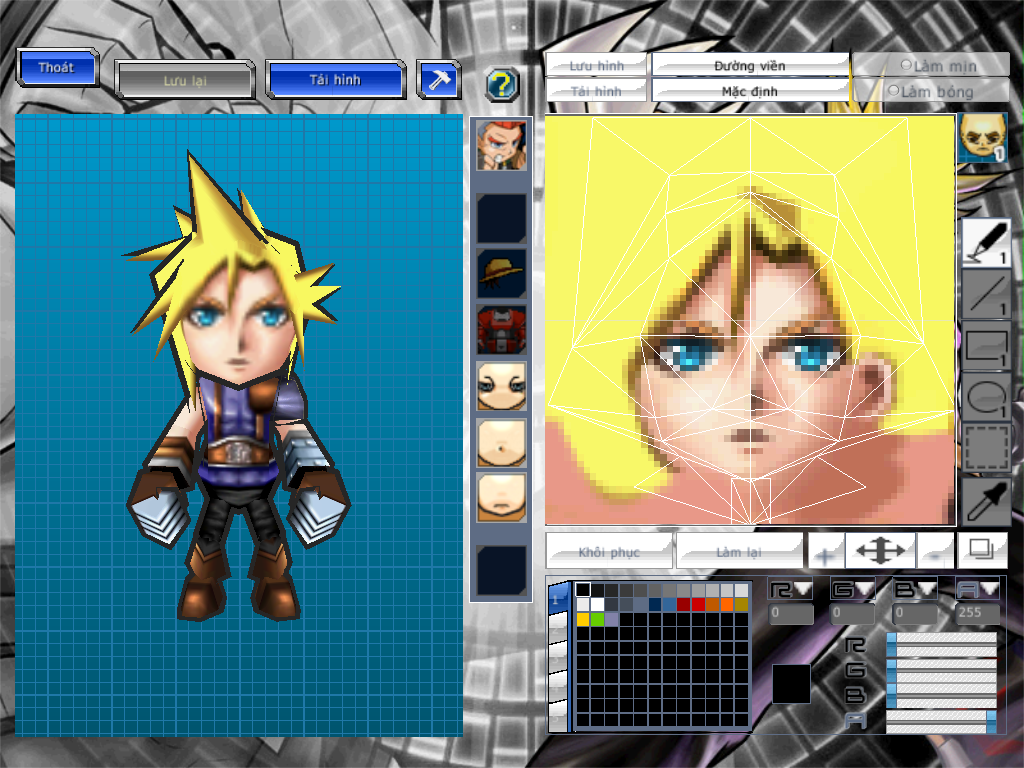 Thoát
Lưu lại
Tải hình
?
Lưu hình
Đường viền
Làm mịn
Tải hình
Mặc định
Làm bóng
1
1
1
1
1
Khôi phục
Làm lại
+
-
1
R
G
B
A
0
0
0
255
R
G
B
A